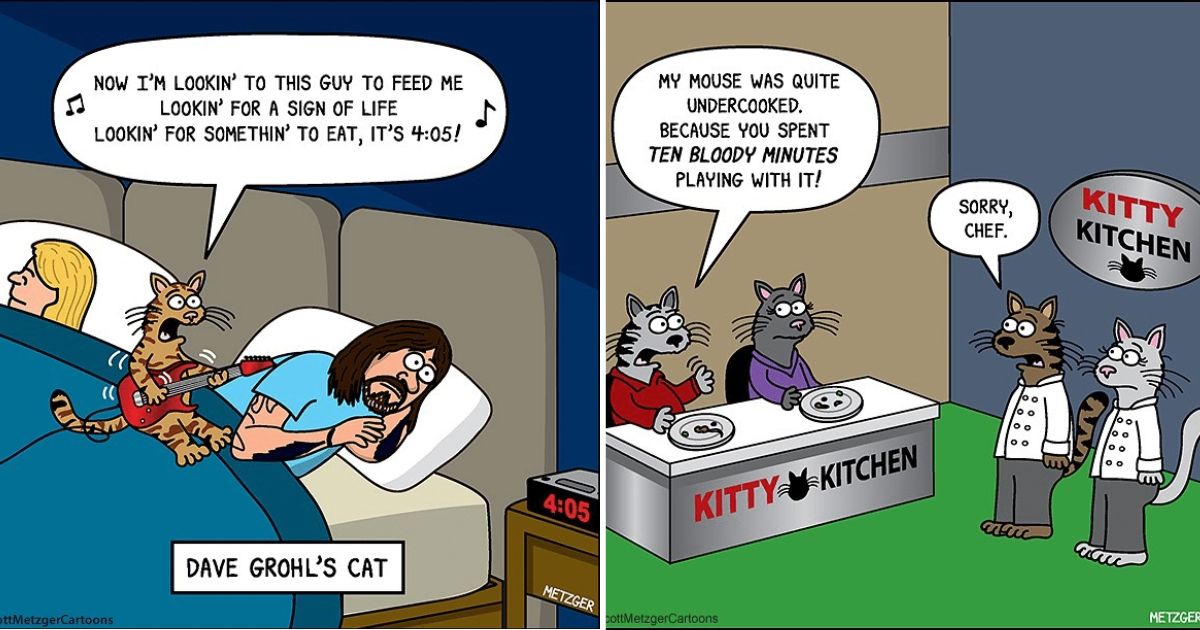 NOW I'M LOOKIN' TO THIS GUY TO FEED ME
LOOKIN' FOR A SIGN OF LIFE
LOOKIN' FOR SOMETHIN' TO EAT, IT'S 4:05!
4:05
DAVE GROHL'S CAT
METZGER
ottMetzgerCartoons
MY MOUSE WAS QUITE
UNDERCOOKED.
BECAUSE YOU SPENT
TEN BLOODY MINUTES
PLAYING WITH IT!
SORRY,
CHEF.
KITTY
KITCHEN
KITTY KITCHEN
cottMetzgerCartoons
METZGER